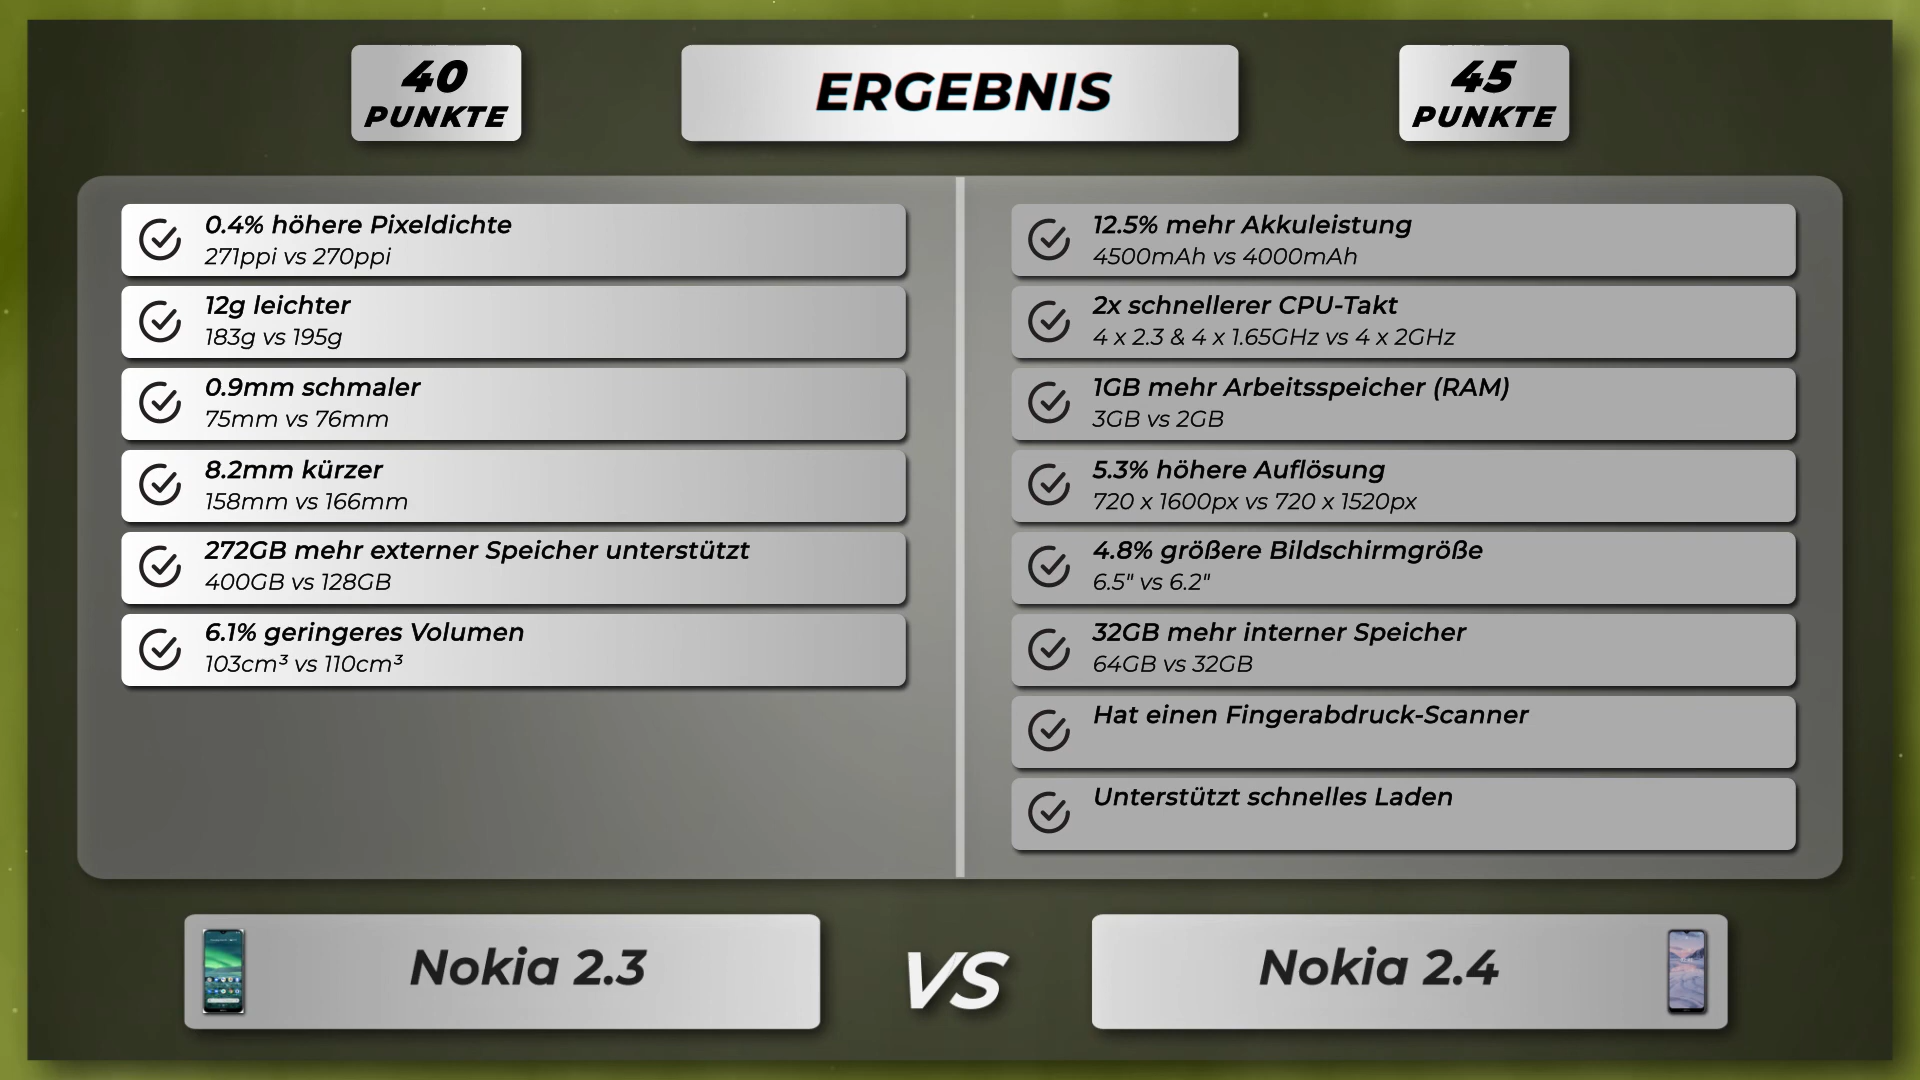 40
PUNKTE
ERGEBNIS
45
PUNKTE
0.4% höhere Pixeldichte
271ppi vs 270ppi
12g leichter
183g vs 195g
0.9mm schmaler
75mm vs 76mm
8.2mm kürzer
158mm vs 166mm
272GB mehr externer Speicher unterstützt
400GB vs 128GB
6.1% geringeres Volumen
103cm³ vs 110cm³
12.5% mehr Akkuleistung
4500mAh vs 4000mAh
2x schnellerer CPU-Takt
4 x 2.3 & 4 x 1.65GHz vs 4 x 2GHz
1GB mehr Arbeitsspeicher (RAM)
3GB vs 2GB
5.3% höhere Auflösung
720 x 1600px vs 720 x 1520px
4.8% größere Bildschirmgröße
6.5" vs 6.2"
32GB mehr interner Speicher
64GB vs 32GB
Hat einen Fingerabdruck-Scanner
Unterstützt schnelles Laden
Nokia 2.3
VS
Nokia 2.4